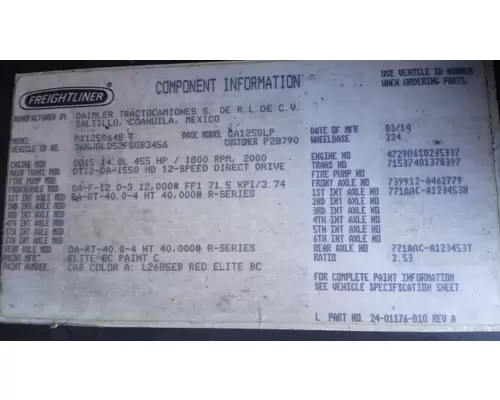 FREIGHTLINER
COMPONENT INFORMATION
USE VEHICLE ID NUMBER
WHEN ORDERING PARTS.
MANUFACTURED BY DAIMLER TRACTOCAMIONES S. DE R.L DE C.V.
SALTILLO, COAHUILA, MEXICO
MODEL PX125064S T BASE MODEL CA125SLP DATE OF MFR 03/14
3AKJGLD52FSGB3456 CUSTOMER P28790 WHEELBASE 224
ENGINE MOD DD15 14.8L 455 HP / 1800 RPM, 2000 ENGINE NO 472906S0235337
MAIN TRANS MOD DT12-DA-1550 HD 12-SPEED DIRECT DRIVE TRANS NO 71537401378397
FIRE PUMP MOD FIRE PUMP NO
DA-F-12.0-3 12,000# FF1 71.5 KPI/3.74 FRONT AXLE NO 739912-A462779
1ST INT AXLE MOD DA-RT-40.0-4 HT 40,000# R-SERIES 1ST INT AXLE NO 771AAC-A123453H
2ND INT AXLE MOD 2ND INT AXLE NO
3RD INT AXLE MOD 3RD INT AXLE NO
4TH INT AXLE MOD 4TH INT AXLE NO
5TH INT AXLE MOD 5TH INT AXLE NO
6TH INT AXLE MOD 6TH INT AXLE NO
REAR AXLE MOD DA-RT-40.0-4 HT 40,000# R-SERIES REAR AXLE NO 771AAC-A123453T
PAINT MFG ELITE BC PAINT C RATIO 2.53
PAINT NUMBER CAB COLOR A: L2685EB RED ELITE BC
FOR COMPLETE PAINT INFORMATION
SEE VEHICLE SPECIFICATION SHEET.
L PART NO. 24-01176-010 REV A